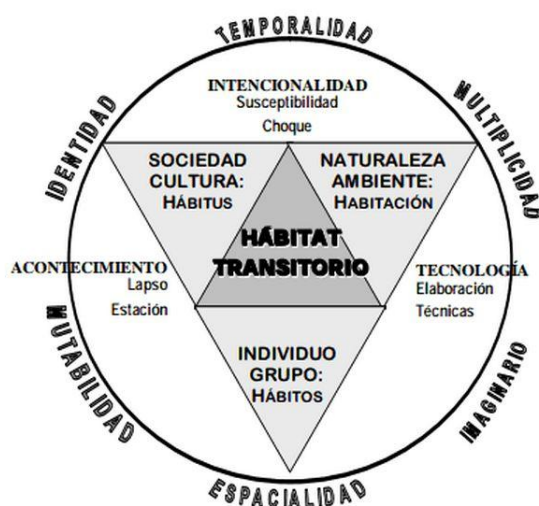 TEMPORALIDAD
IDENTIDAD
MULTIPLICIDAD
INTENCIONALIDAD
Susceptibilidad
Choque
SOCIEDAD
CULTURA:
HÁBITUS
NATURALEZA
AMBIENTE:
HABITACIÓN
HÁBITAT
TRANSITORIO
ACONTECIMIENTO
Lapso
Estación
TECNOLOGÍA
Elaboración
Técnicas
INDIVIDUO
GRUPO:
HÁBITOS
MUTABILIDAD
IMAGINARIO
ESPACIALIDAD